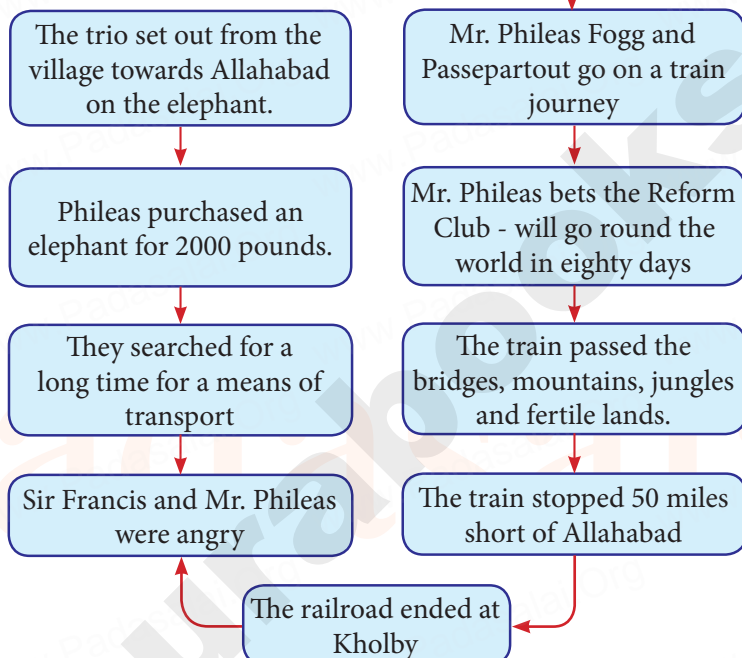 The trio set out from the
village towards Allahabad
on the elephant.
Mr. Phileas Fogg and
Passepartout go on a train
journey
Phileas purchased an
elephant for 2000 pounds.
Mr. Phileas bets the Reform
Club - will go round the
world in eighty days
They searched for a
long time for a means of
transport
The train passed the
bridges, mountains, jungles
and fertile lands.
Sir Francis and Mr. Phileas
were angry
The train stopped 50 miles
short of Allahabad
The railroad ended at
Kholby